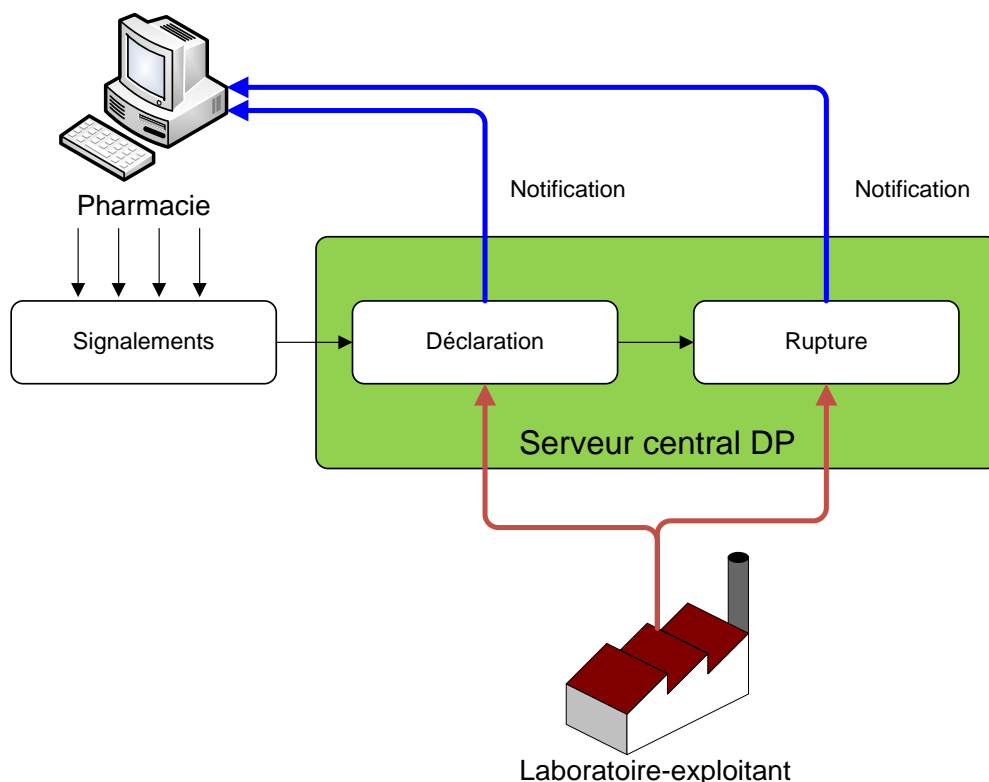 Notification
Notification
Pharmacie
Signalements
Déclaration
Rupture
Serveur central DP
Laboratoire-exploitant